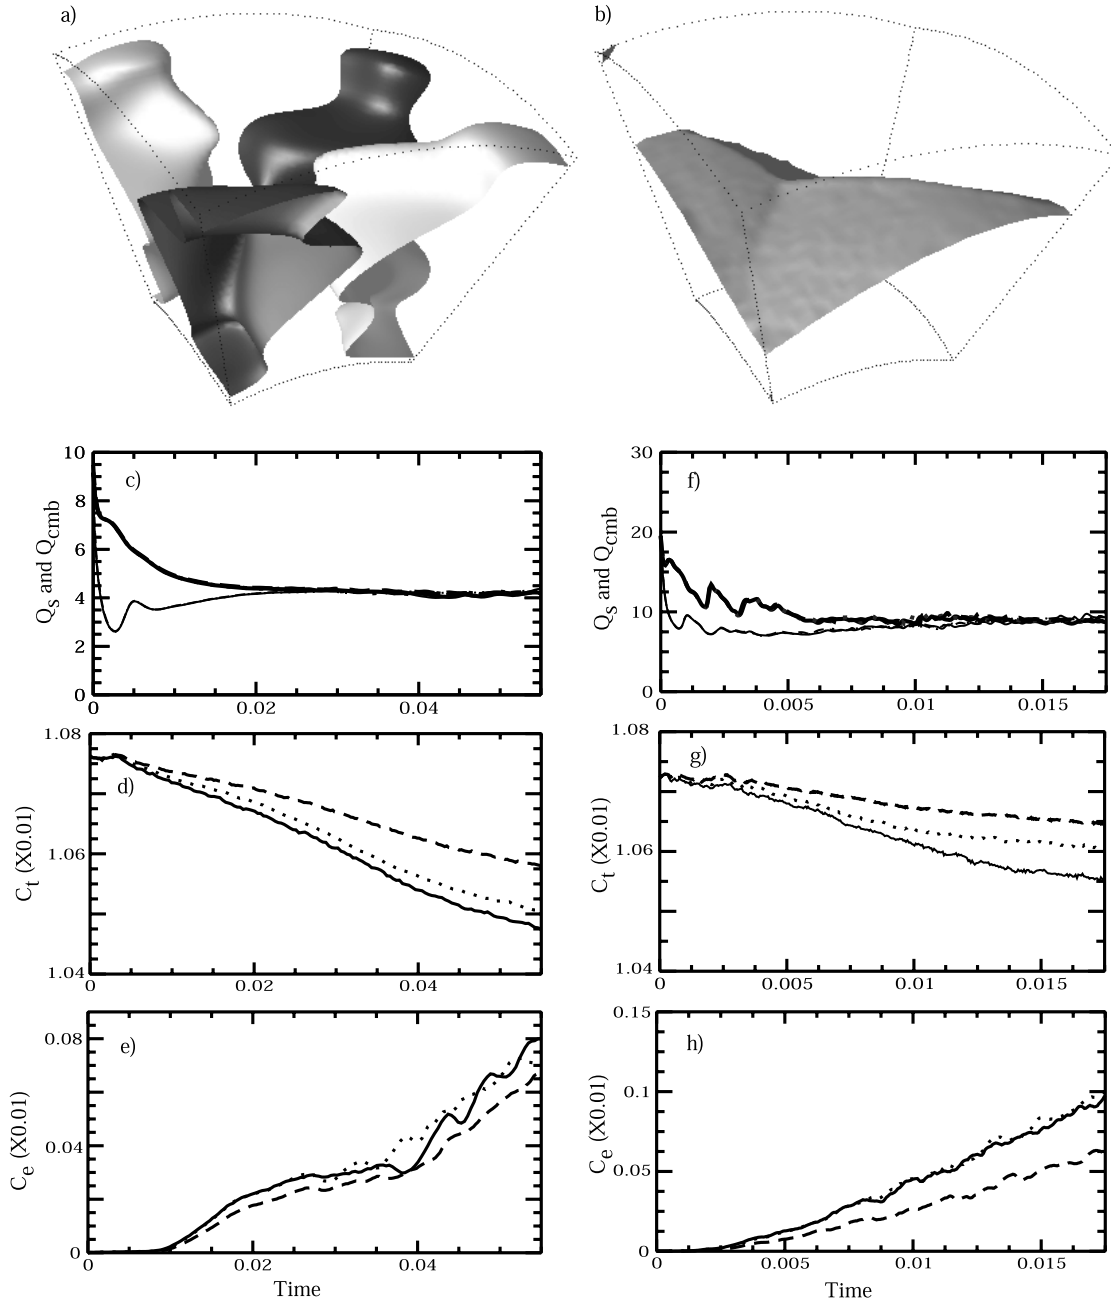 a)
b)
c)
Q_s and Q_cmb
10
8
6
4
2
0
0
0.02
0.04
f)
Q_s and Q_cmb
30
20
10
0
0
0.005
0.01
0.015
d)
C_t (X0.01)
1.08
1.06
1.04
0
0.02
0.04
g)
C_t (X0.01)
1.08
1.06
1.04
0
0.005
0.01
0.015
e)
C_e (X0.01)
0.08
0.04
0
0
0.02
0.04
Time
h)
C_e (X0.01)
0.15
0.1
0.05
0
0
0.005
0.01
0.015
Time